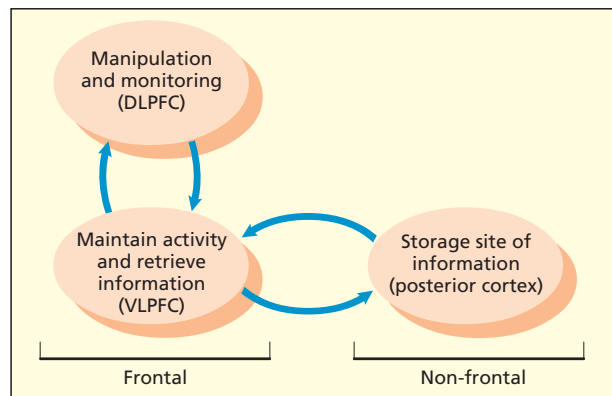 Manipulation
and monitoring
(DLPFC)
Maintain activity
and retrieve
information
(VLPFC)
Storage site of
information
(posterior cortex)
Frontal
Non-frontal